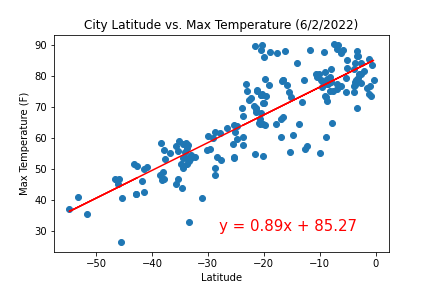 City Latitude vs. Max Temperature (6/2/2022)
90
80
70
60
50
40
30
Max Temperature (F)
y = 0.89x + 85.27
−50 −40 −30 −20 −10 0
Latitude